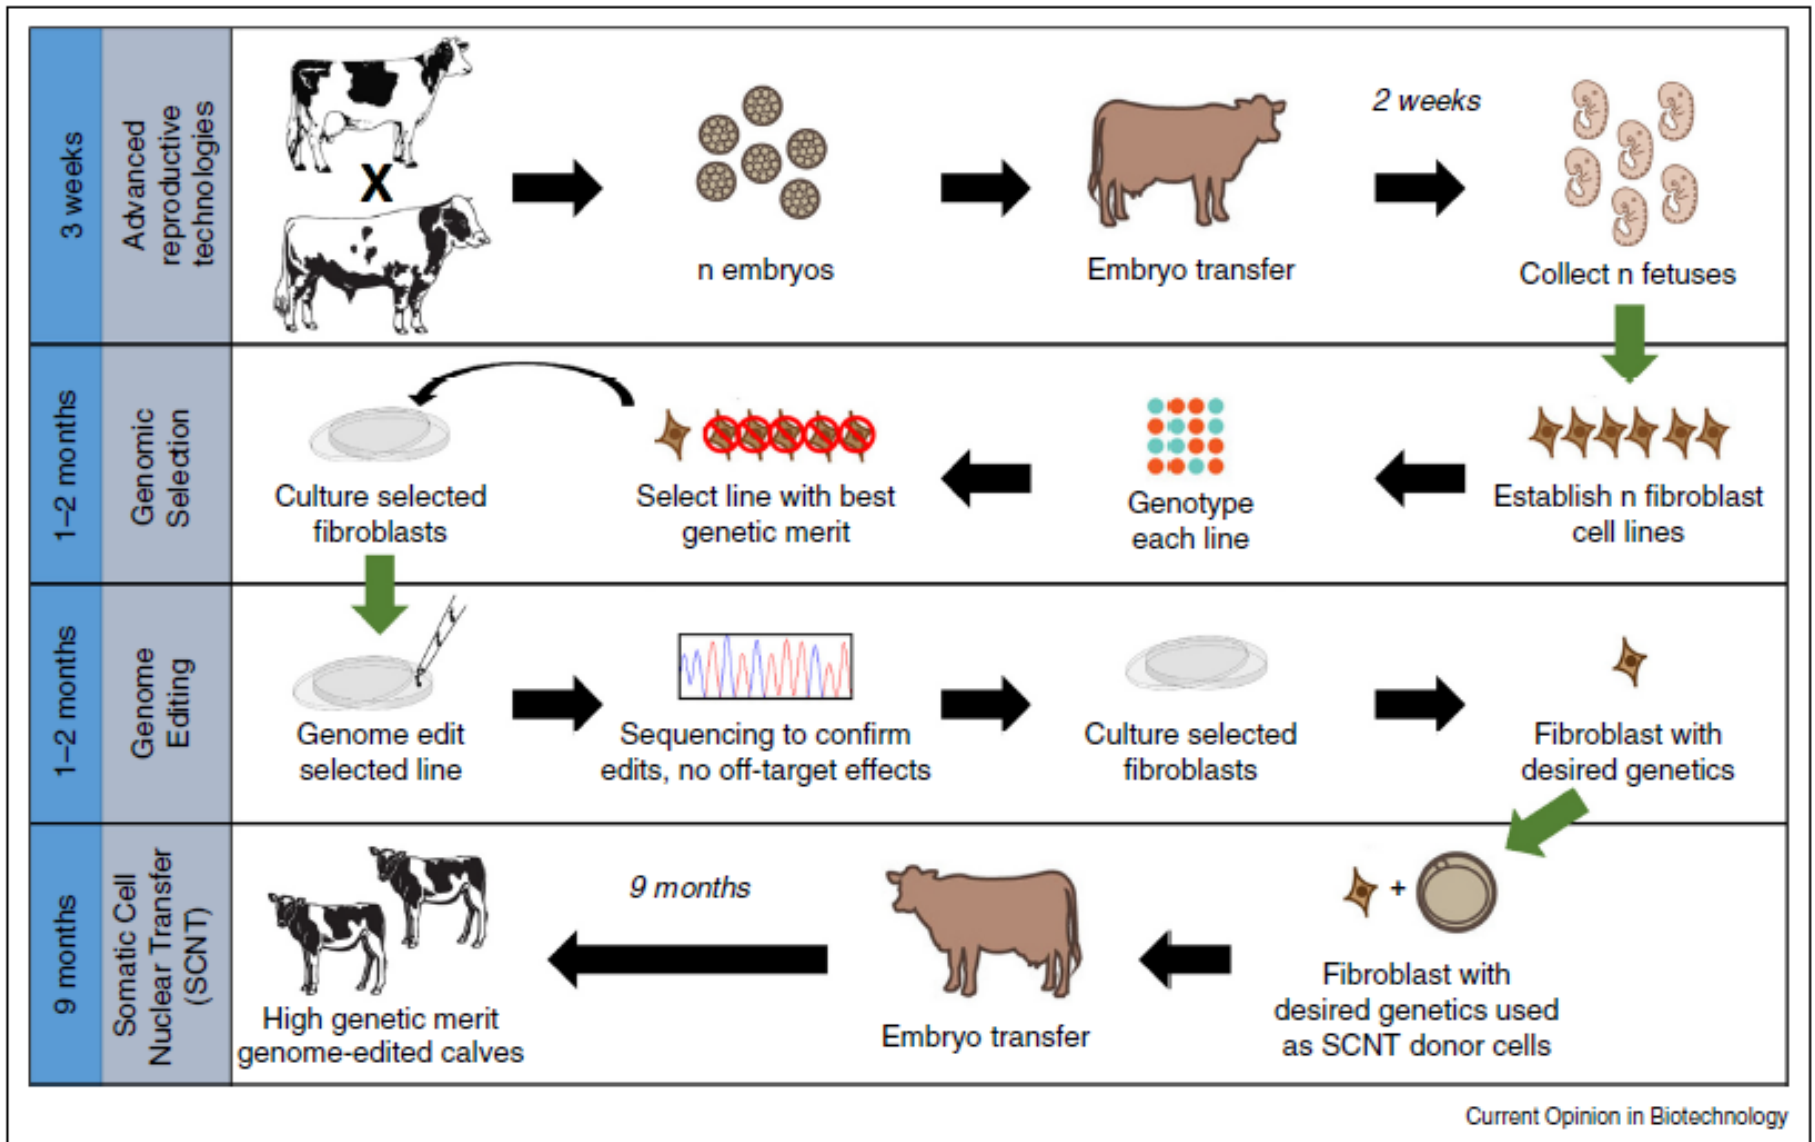 3 weeks
Advanced
reproductive
technologies
X
n embryos
Embryo transfer
2 weeks
Collect n fetuses
1–2 months
Genomic
Selection
Culture selected
fibroblasts
Select line with best
genetic merit
Genotype
each line
Establish n fibroblast
cell lines
1–2 months
Genome
Editing
Genome edit
selected line
Sequencing to confirm
edits, no off-target effects
Culture selected
fibroblasts
Fibroblast with
desired genetics
9 months
Somatic Cell
Nuclear Transfer
(SCNT)
High genetic merit
genome-edited calves
9 months
Embryo transfer
+
Fibroblast with
desired genetics used
as SCNT donor cells
Current Opinion in Biotechnology